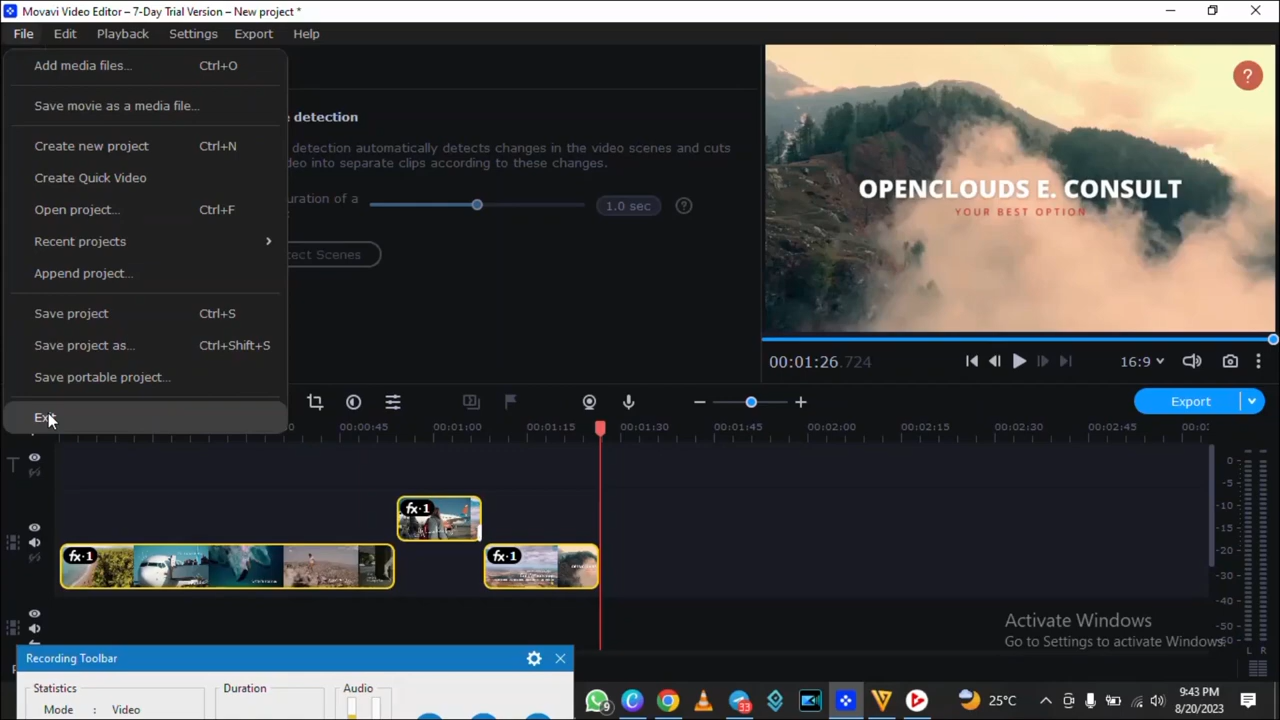 Movavi Video Editor – 7-Day Trial Version – New project *
File Edit Playback Settings Export Help
Add media files... Ctrl+O
Save movie as a media file...
Create new project Ctrl+N
Create Quick Video
Open project... Ctrl+F
Recent projects
Append project...
Save project Ctrl+S
Save project as... Ctrl+Shift+S
Save portable project...
detection
detection automatically detects changes in the video scenes and cuts
into separate clips according to these changes.
of a
1.0 sec ?
Scenes
?
OPENCLOUDS E. CONSULT
YOUR BEST OPTION
00:01:26.724 16:9
Export
00:00:45 00:01:00 00:01:15 00:01:30 00:01:45 00:02:00 00:02:15 00:02:30 00:02:45
0
-5
-10
-15
-20
-30
-40
-50
L R
fx·1
fx·1
fx·1
Activate Windows
Go to Settings to activate Windows.
Recording Toolbar
Statistics Duration Audio
Mode : Video
9
33
25°C
9:43 PM
8/20/2023